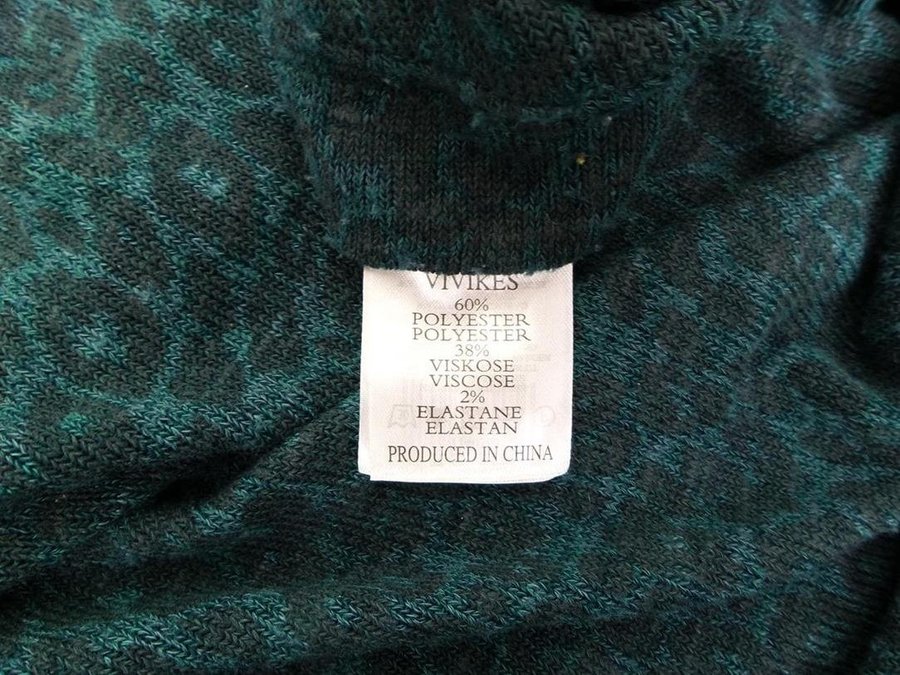 VIVIKES
60%
POLYESTER
POLYESTER
38%
VISKOSE
VISCOSE
2%
ELASTANE
ELASTAN
PRODUCED IN CHINA